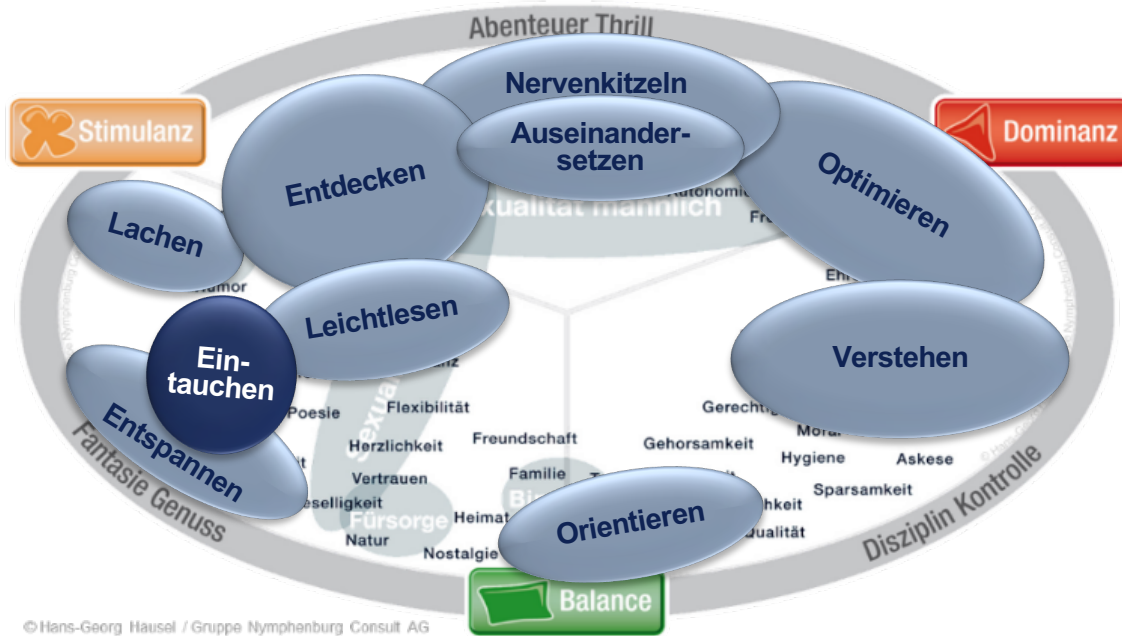 Abenteuer Thrill
Stimulanz
Dominanz
Nervenkitzeln
Auseinander-
setzen
Entdecken
Optimieren
männlich
Lachen
Leichtlesen
Ein-
tauchen
Verstehen
Entspannen
Poesie
Flexibilität
Herzlichkeit
Freundschaft
Gehorsamkeit
Hygiene
Askese
Vertrauen
Familie
Sparsamkeit
Fürsorge
Heimat
Orientieren
Qualität
Natur
Nostalgie
Fantasie Genuss
Disziplin Kontrolle
Balance
© Hans-Georg Häusel / Gruppe Nymphenburg Consult AG